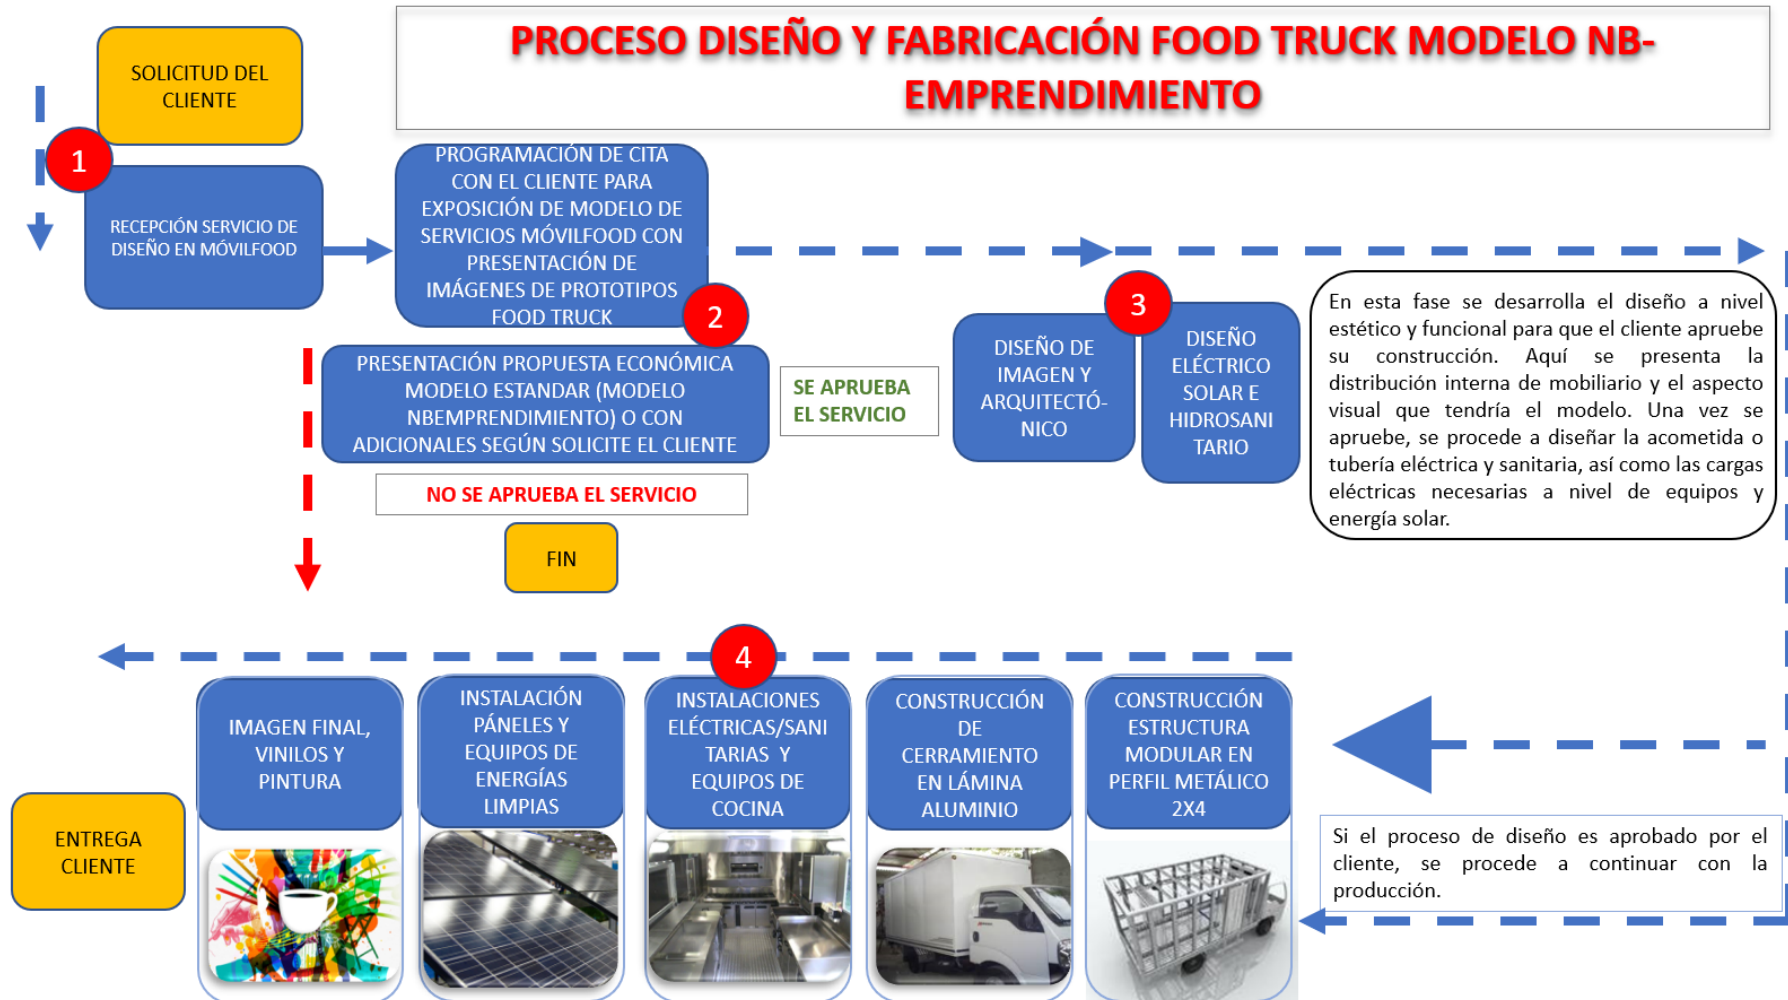 PROCESO DISEÑO Y FABRICACIÓN FOOD TRUCK MODELO NB-
EMPRENDIMIENTO
SOLICITUD DEL
CLIENTE
1
RECEPCIÓN SERVICIO DE
DISEÑO EN MÓVILFOOD
PROGRAMACIÓN DE CITA
CON EL CLIENTE PARA
EXPOSICIÓN DE MODELO DE
SERVICIOS MÓVILFOOD CON
PRESENTACIÓN DE
IMÁGENES DE PROTOTIPOS
FOOD TRUCK
2
PRESENTACIÓN PROPUESTA ECONÓMICA
MODELO ESTANDAR (MODELO
NBEMPRENDIMIENTO) O CON
ADICIONALES SEGÚN SOLICITE EL CLIENTE
SE APRUEBA
EL SERVICIO
NO SE APRUEBA EL SERVICIO
FIN
3
DISEÑO DE
IMAGEN Y
ARQUITECTÓ-
NICO
DISEÑO
ELÉCTRICO
SOLAR E
HIDROSANI
TARIO
En esta fase se desarrolla el diseño a nivel
estético y funcional para que el cliente apruebe
su construcción. Aquí se presenta la
distribución interna de mobiliario y el aspecto
visual que tendría el modelo. Una vez se
apruebe, se procede a diseñar la acometida o
tubería eléctrica y sanitaria, así como las cargas
eléctricas necesarias a nivel de equipos y
energía solar.
Si el proceso de diseño es aprobado por el
cliente, se procede a continuar con la
producción.
4
CONSTRUCCIÓN
ESTRUCTURA
MODULAR EN
PERFIL METÁLICO
2X4
CONSTRUCCIÓN
DE
CERRAMIENTO
EN LÁMINA
ALUMINIO
INSTALACIONES
ELÉCTRICAS/SANI
TARIAS Y
EQUIPOS DE
COCINA
INSTALACIÓN
PÁNELES Y
EQUIPOS DE
ENERGÍAS
LIMPIAS
IMAGEN FINAL,
VINILOS Y
PINTURA
ENTREGA
CLIENTE